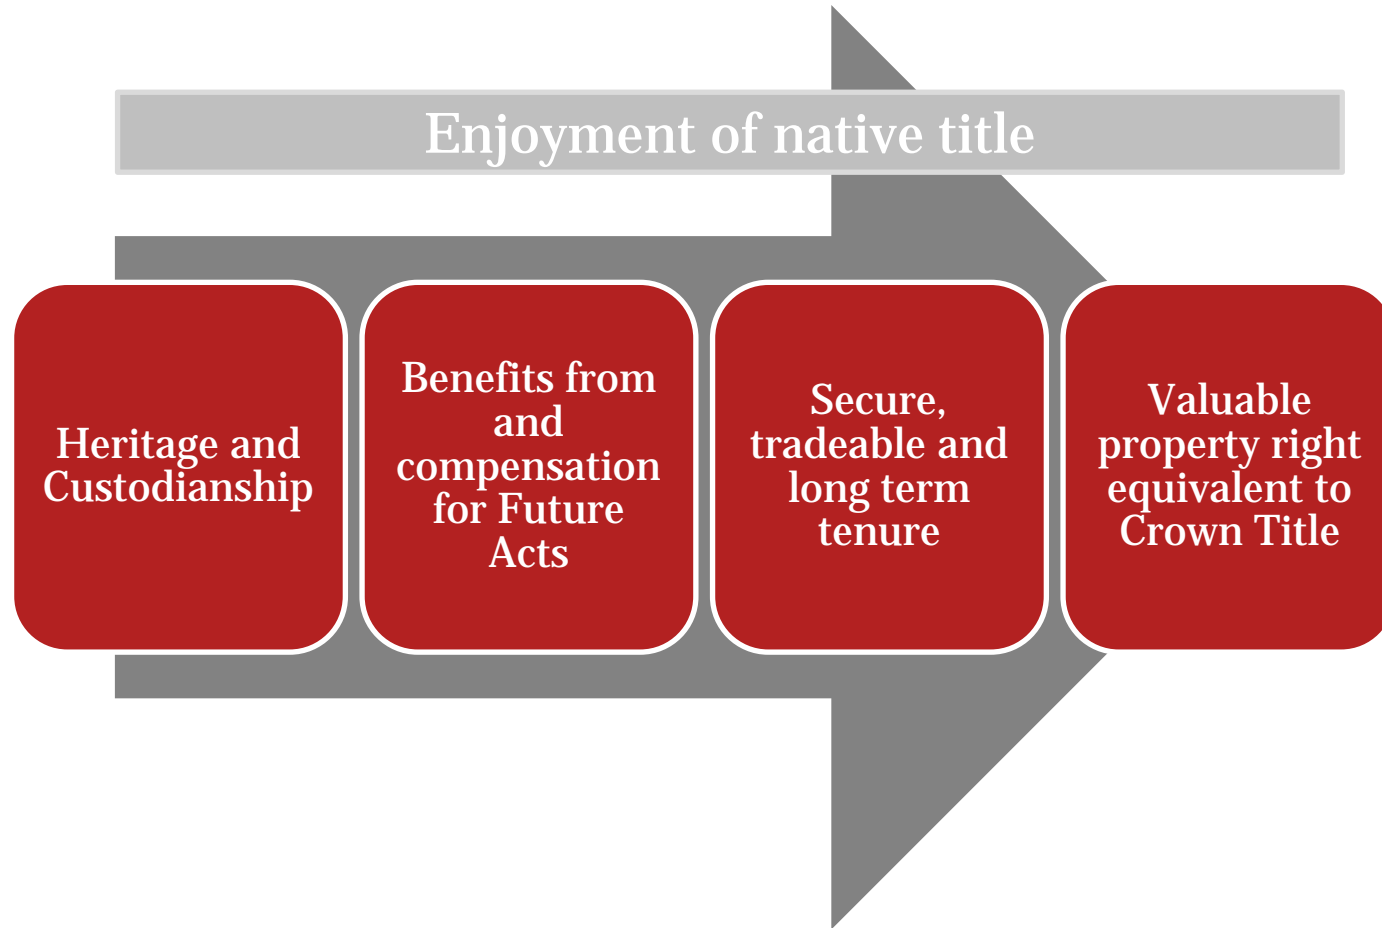 Enjoyment of native title
Heritage and
Custodianship
Benefits from
and
compensation
for Future
Acts
Secure,
tradeable and
long term
tenure
Valuable
property right
equivalent to
Crown Title